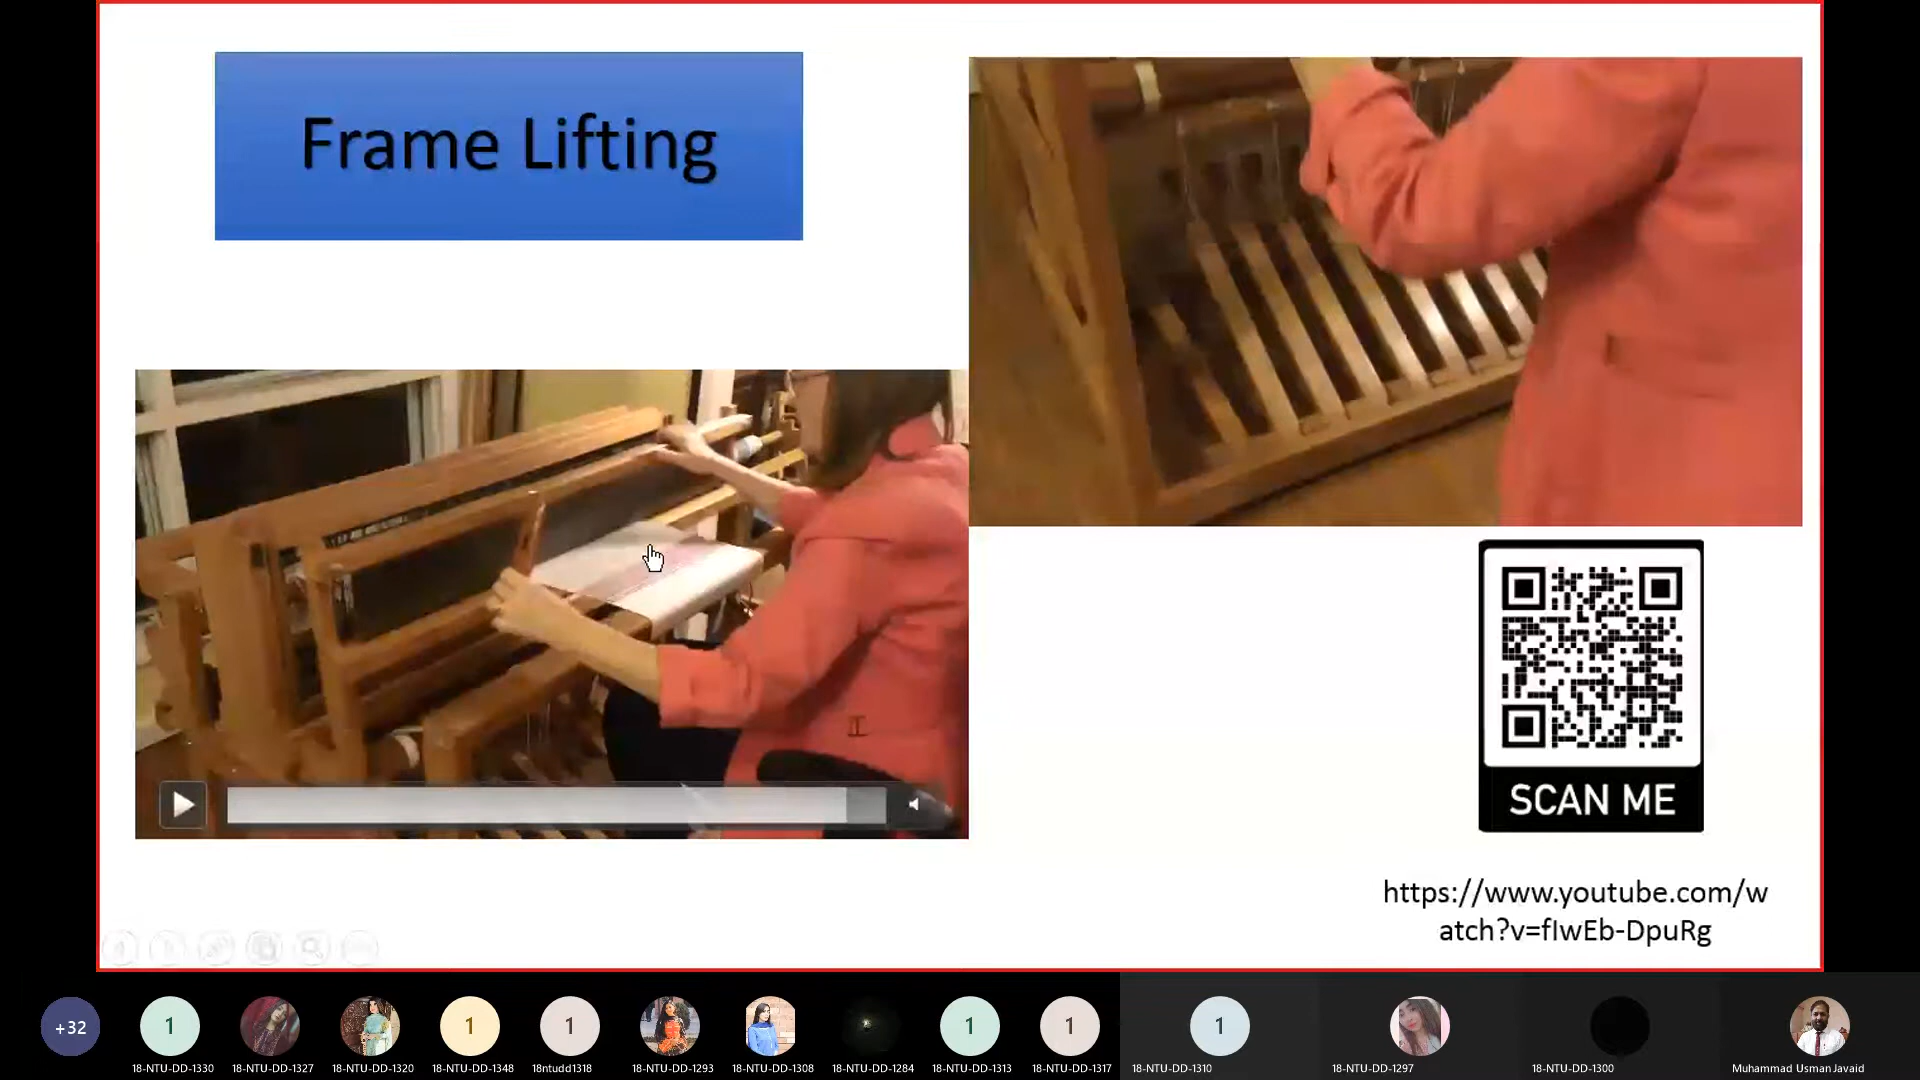 Frame Lifting
SCAN ME
https://www.youtube.com/w
atch?v=fIwEb-DpuRg
+32
1
1
1
1
1
1
18-NTU-DD-1330
18-NTU-DD-1327
18-NTU-DD-1320
18-NTU-DD-1348
18ntudd1318
18-NTU-DD-1293
18-NTU-DD-1308
18-NTU-DD-1284
18-NTU-DD-1313
18-NTU-DD-1317
18-NTU-DD-1310
18-NTU-DD-1297
18-NTU-DD-1300
Muhammad Usman Javaid